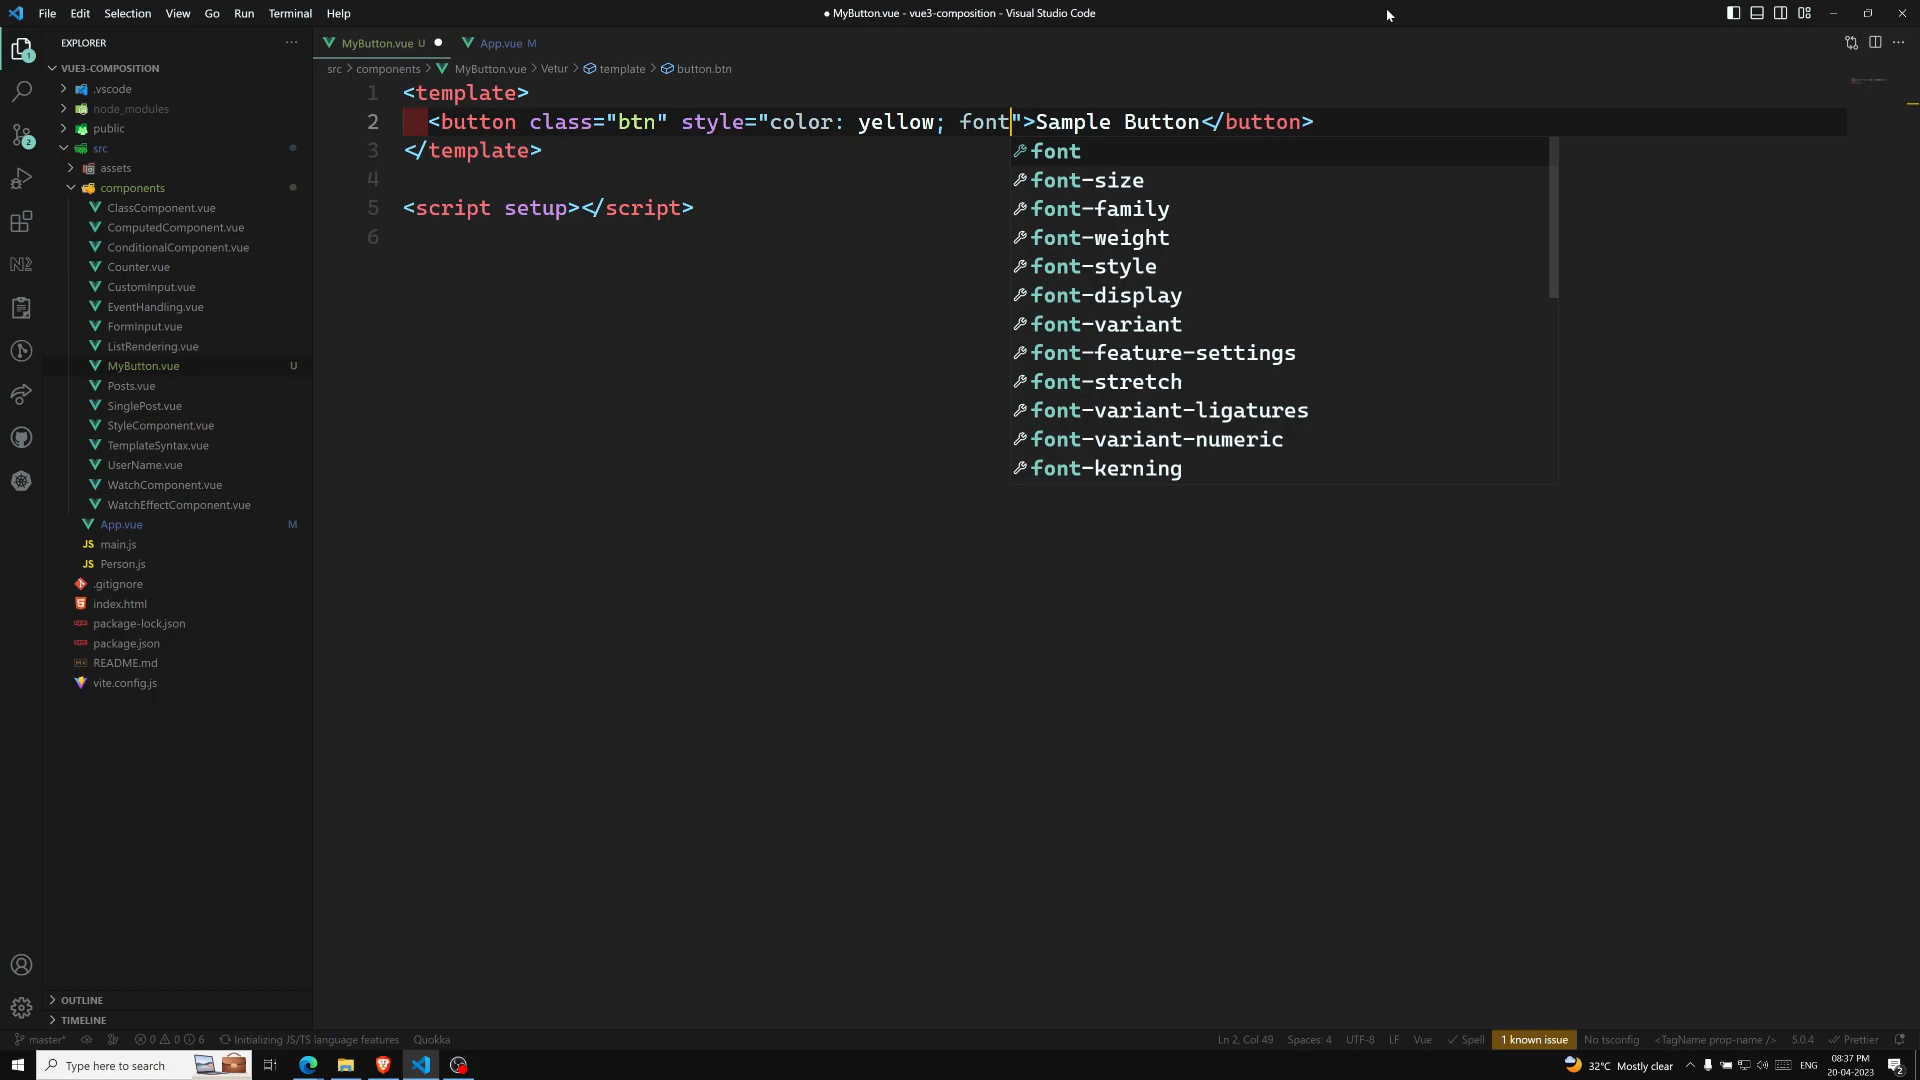 File Edit Selection View Go Run Terminal Help
● MyButton.vue - vue3-composition - Visual Studio Code
EXPLORER
VUE3-COMPOSITION
.vscode
node_modules
public
src
assets
components
ClassComponent.vue
ComputedComponent.vue
ConditionalComponent.vue
Counter.vue
CustomInput.vue
EventHandling.vue
FormInput.vue
ListRendering.vue
MyButton.vue U
Posts.vue
SinglePost.vue
StyleComponent.vue
TemplateSyntax.vue
UserName.vue
WatchComponent.vue
WatchEffectComponent.vue
App.vue M
JS main.js
JS Person.js
.gitignore
index.html
package-lock.json
package.json
README.md
vite.config.js
OUTLINE
TIMELINE
MyButton.vue U ● App.vue M
src > components > MyButton.vue > Vetur > template > button.btn
1 <template>
2 <button class="btn" style="color: yellow; font">Sample Button</button>
3 </template>
4
5 <script setup></script>
6
font
font-size
font-family
font-weight
font-style
font-display
font-variant
font-feature-settings
font-stretch
font-variant-ligatures
font-variant-numeric
font-kerning
master* 0 0 6 Initializing JS/TS language features Quokka
Ln 2, Col 49 Spaces: 4 UTF-8 LF Vue Spell 1 known issue No tsconfig <TagName prop-name /> 5.0.4 Prettier
Type here to search
32°C Mostly clear ENG
08:37 PM
20-04-2023
2